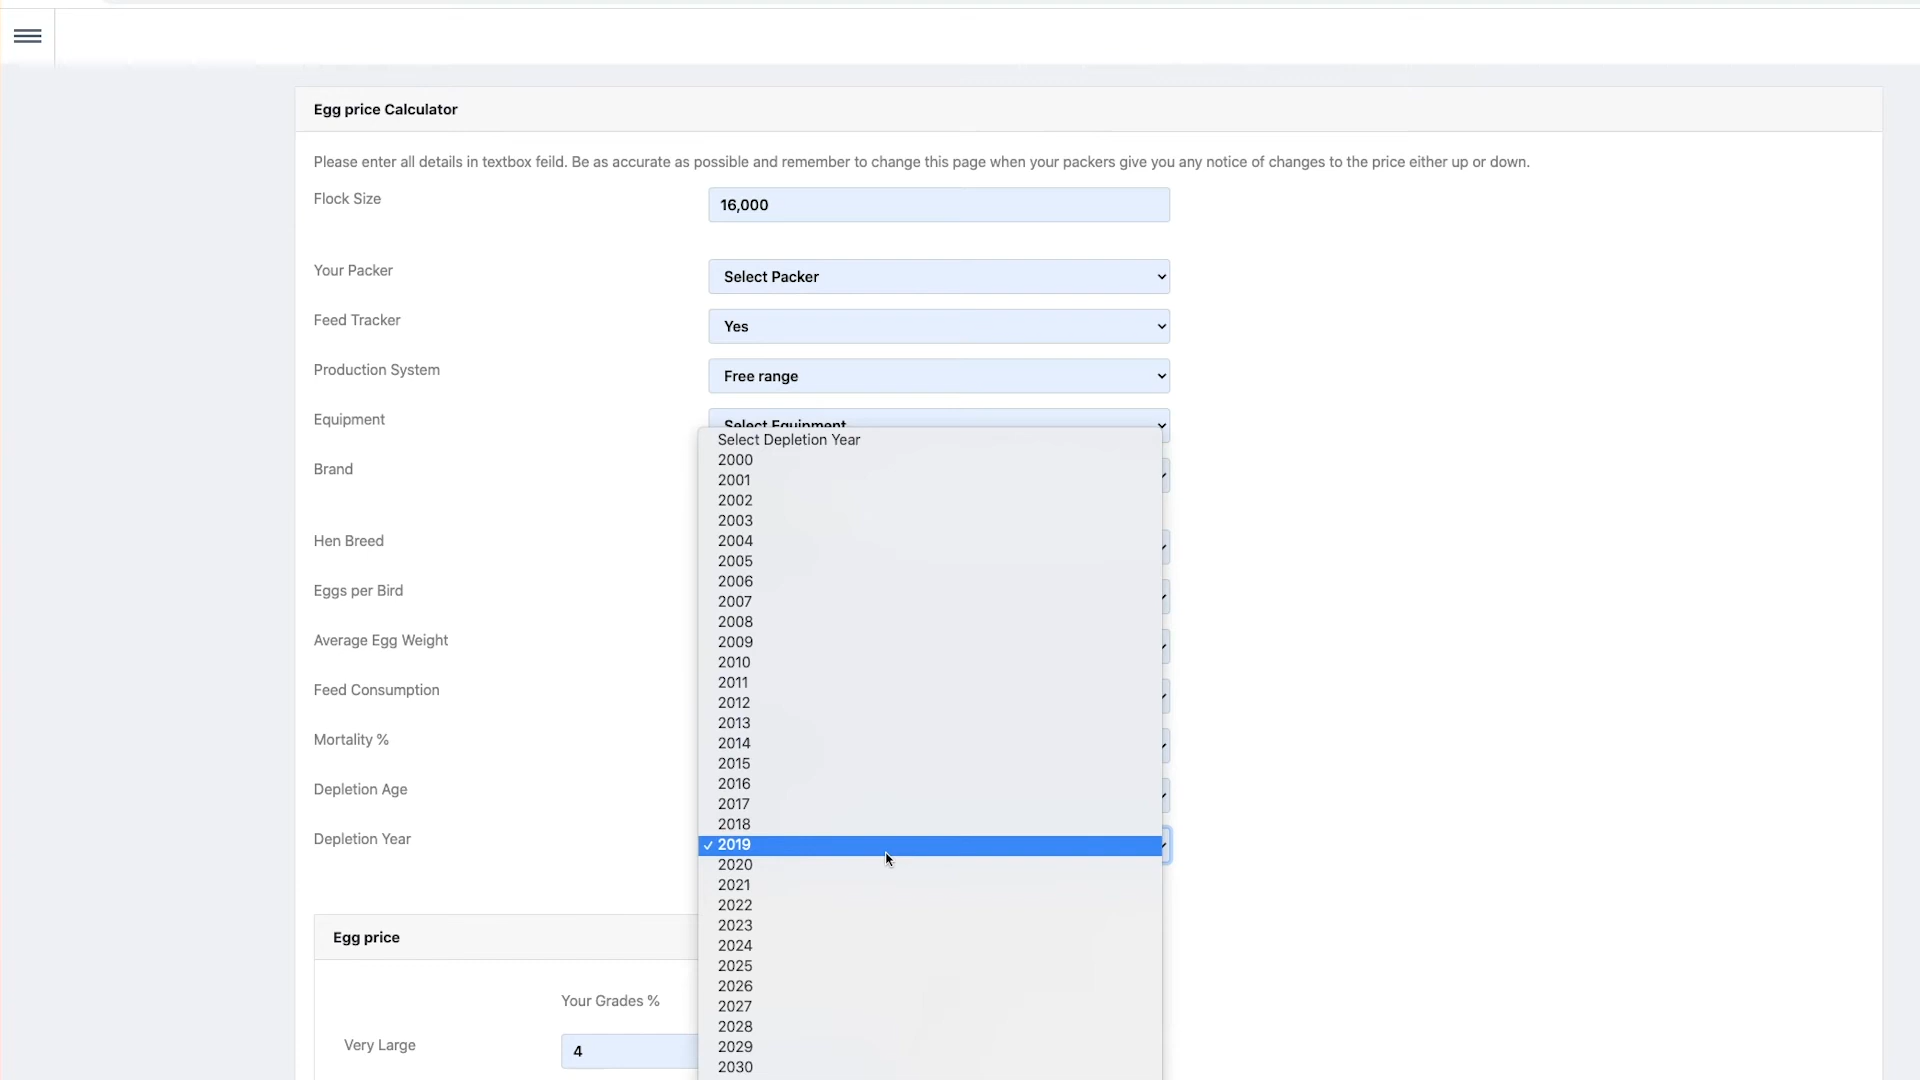 Egg price Calculator
Please enter all details in textbox feild. Be as accurate as possible and remember to change this page when your packers give you any notice of changes to the price either up or down.
Flock Size
16,000
Your Packer
Select Packer
Feed Tracker
Yes
Production System
Free range
Equipment
Select Equipment
Brand
Hen Breed
Eggs per Bird
Average Egg Weight
Feed Consumption
Mortality %
Depletion Age
Depletion Year
Select Depletion Year
2000
2001
2002
2003
2004
2005
2006
2007
2008
2009
2010
2011
2012
2013
2014
2015
2016
2017
2018
✓ 2019
2020
2021
2022
2023
2024
2025
2026
2027
2028
2029
2030
Egg price
Your Grades %
Very Large
4